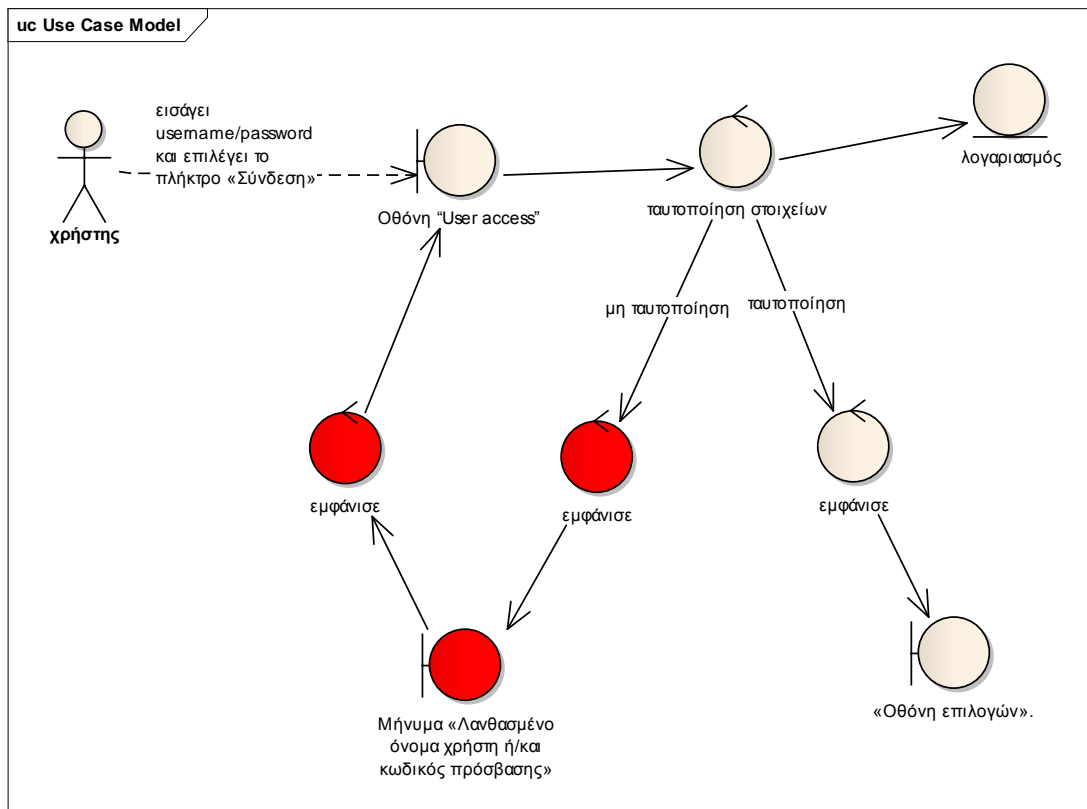 uc Use Case Model
εισάγει
username/password
και επιλέγει το
πλήκτρο «Σύνδεση»
χρήστης
Οθόνη “User access”
ταυτοποίηση στοιχείων
λογαριασμός
μη ταυτοποίηση
ταυτοποίηση
εμφάνισε
εμφάνισε
εμφάνισε
Μήνυμα «Λανθασμένο
όνομα χρήστη ή/και
κωδικός πρόσβασης»
«Οθόνη επιλογών».